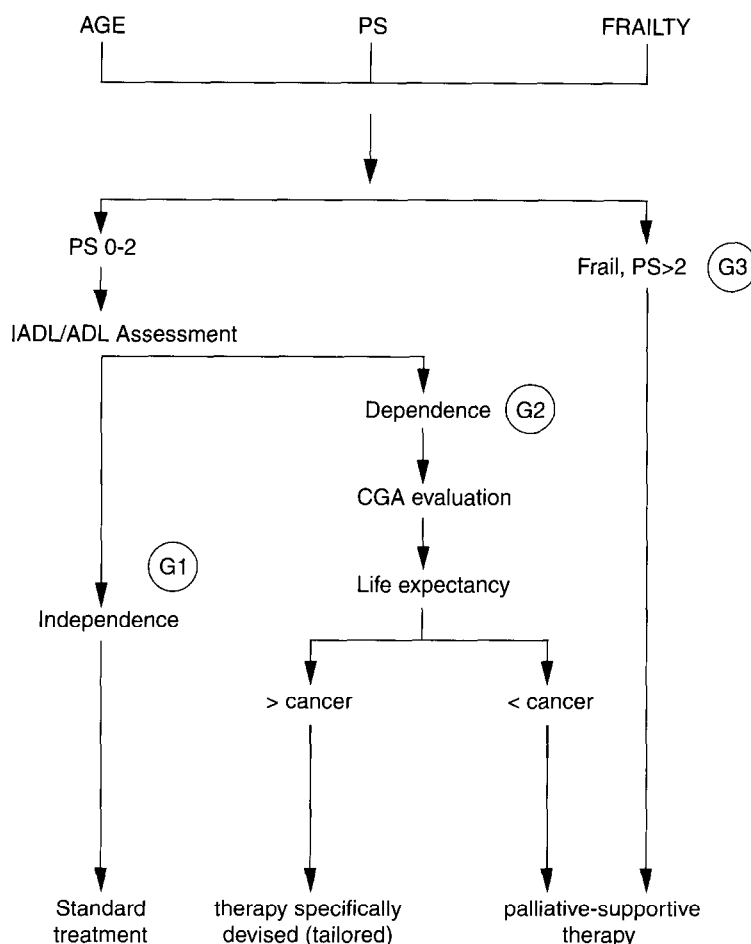 AGE PS FRAILTY
PS 0-2
Frail, PS>2 G3
IADL/ADL Assessment
Dependence G2
CGA evaluation
G1
Life expectancy
Independence
> cancer < cancer
Standard
treatment
therapy specifically
devised (tailored)
palliative-supportive
therapy